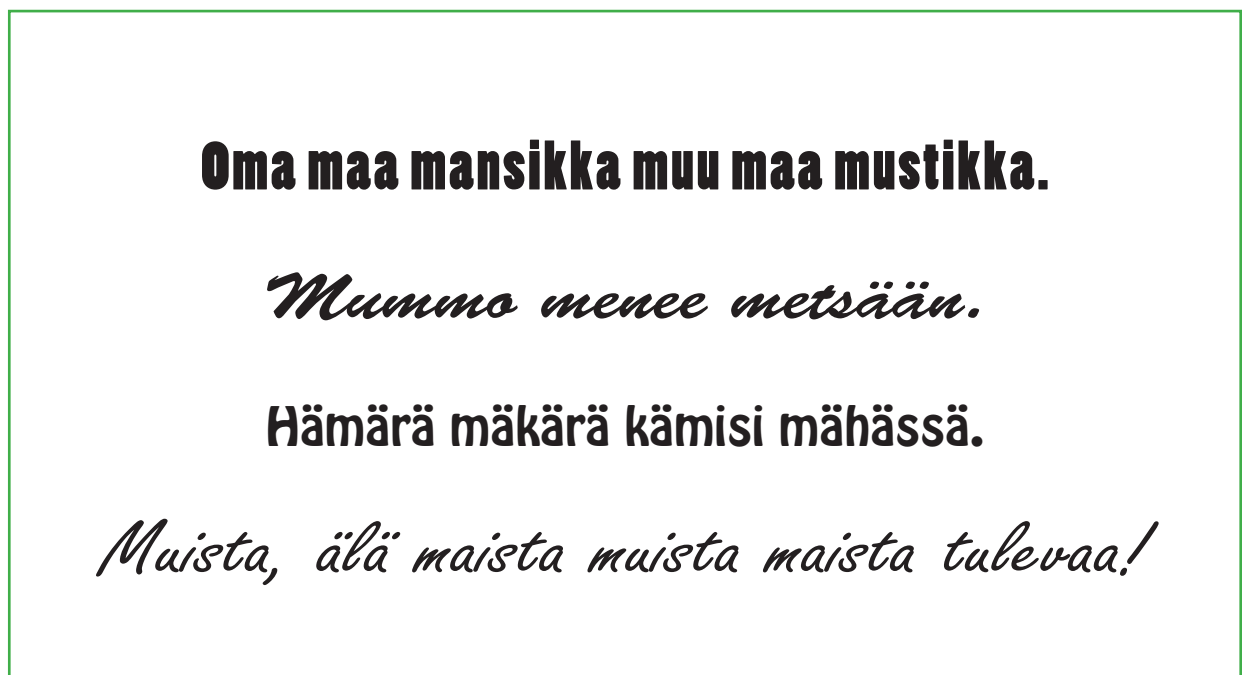 Oma maa mansikka muu maa mustikka.
Mummo menee metsään.
Hämärä mäkärä kämisi mähässä.
Muista, älä maista muista maista tulevaa!